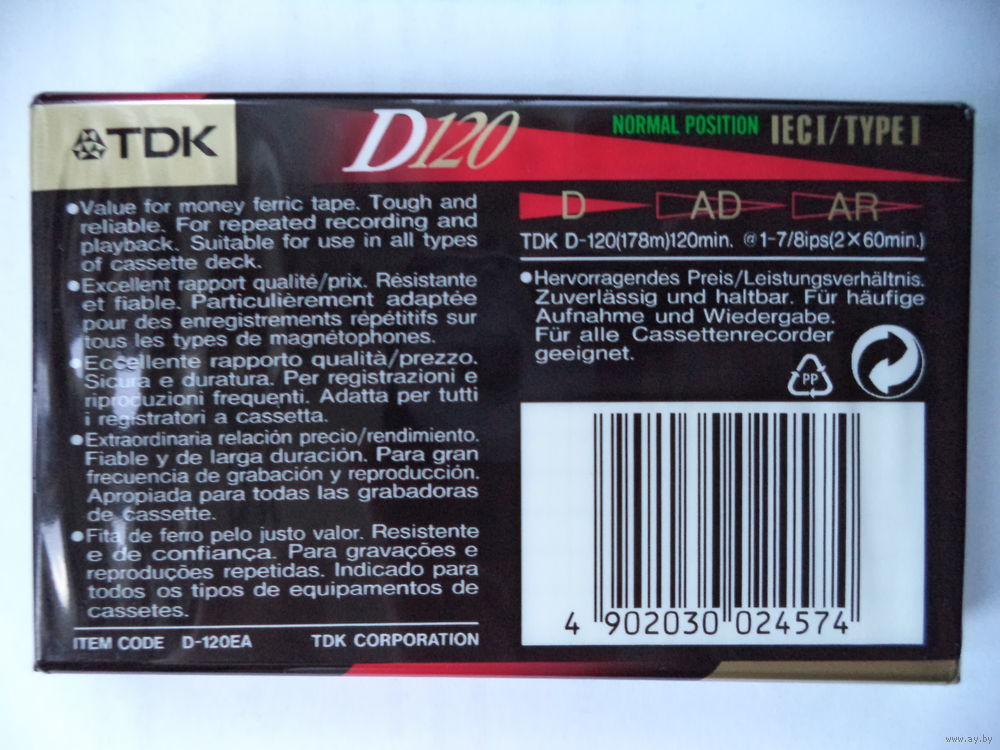 TDK
D120
NORMAL POSITION IECI/TYPE I
•Value for money ferric tape. Tough and
reliable. For repeated recording and
playback. Suitable for use in all types
of cassette deck.
•Excellent rapport qualité/prix. Résistante
et fiable. Particulièrement adaptée
pour des enregistrements répétitifs sur
tous les types de magnétophones.
•Eccellente rapporto qualità/prezzo.
Sicura e duratura. Per registrazioni e
riproduzioni frequenti. Adatta per tutti
i registratori a cassetta.
•Extraordinaria relación precio/rendimiento.
Fiable y de larga duración. Para gran
frecuencia de grabación y reproducción.
Apropiada para todas las grabadoras
de cassette.
•Fita de ferro pelo justo valor. Resistente
e de confiança. Para gravações e
reproduções repetidas. Indicado para
todos os tipos de equipamentos de
cassetes.
ITEM CODE D-120EA TDK CORPORATION
D AD AR
TDK D-120(178m)120min. @1-7/8ips(2×60min.)
•Hervorragendes Preis/Leistungsverhältnis.
Zuverlässig und haltbar. Für häufige
Aufnahme und Wiedergabe.
Für alle Cassettenrecorder
geeignet.
PP
4 902030 024574
www.ay.by